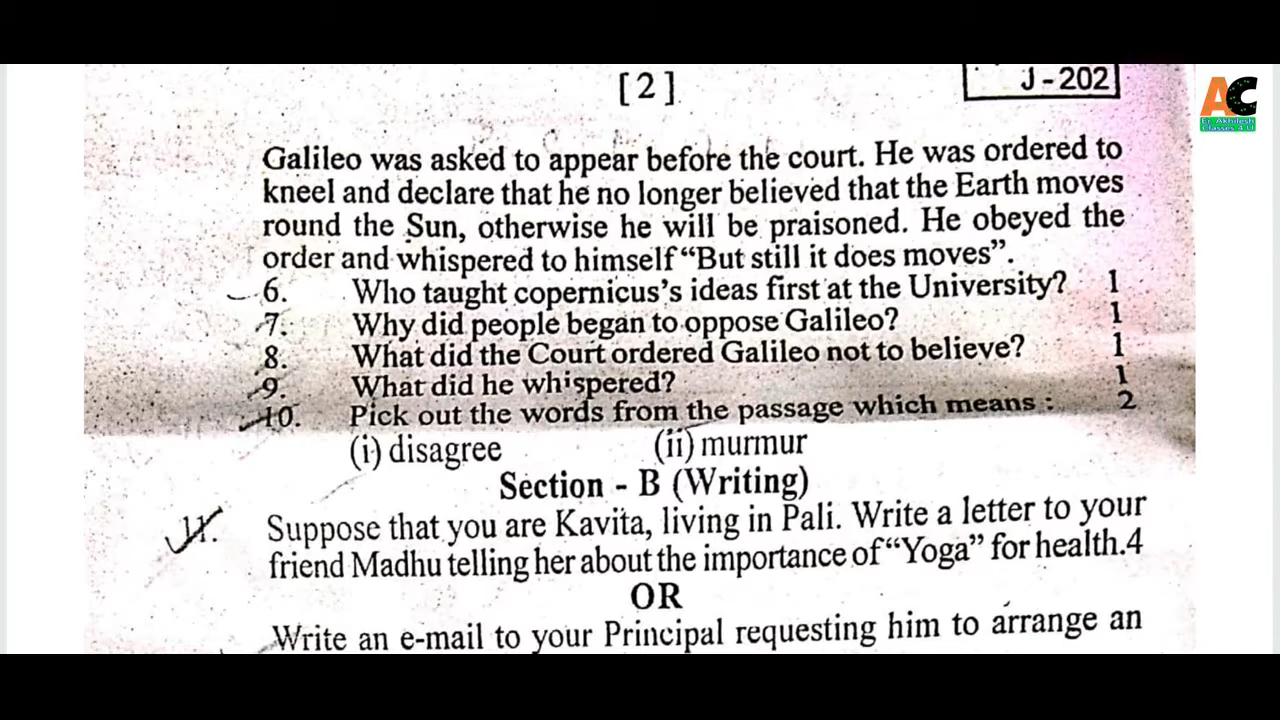 [2]
J-202
AC
Er. Akhilesh
Classes 4 U
Galileo was asked to appear before the court. He was ordered to
kneel and declare that he no longer believed that the Earth moves
round the Sun, otherwise he will be praisoned. He obeyed the
order and whispered to himself “But still it does moves”.
6. Who taught copernicus's ideas first at the University? 1
7. Why did people began to oppose Galileo? 1
8. What did the Court ordered Galileo not to believe? 1
9. What did he whispered? 1
10. Pick out the words from the passage which means : 2
(i) disagree (ii) murmur
Section - B (Writing)
11. Suppose that you are Kavita, living in Pali. Write a letter to your
friend Madhu telling her about the importance of “Yoga” for health.4
OR
Write an e-mail to your Principal requesting him to arrange an